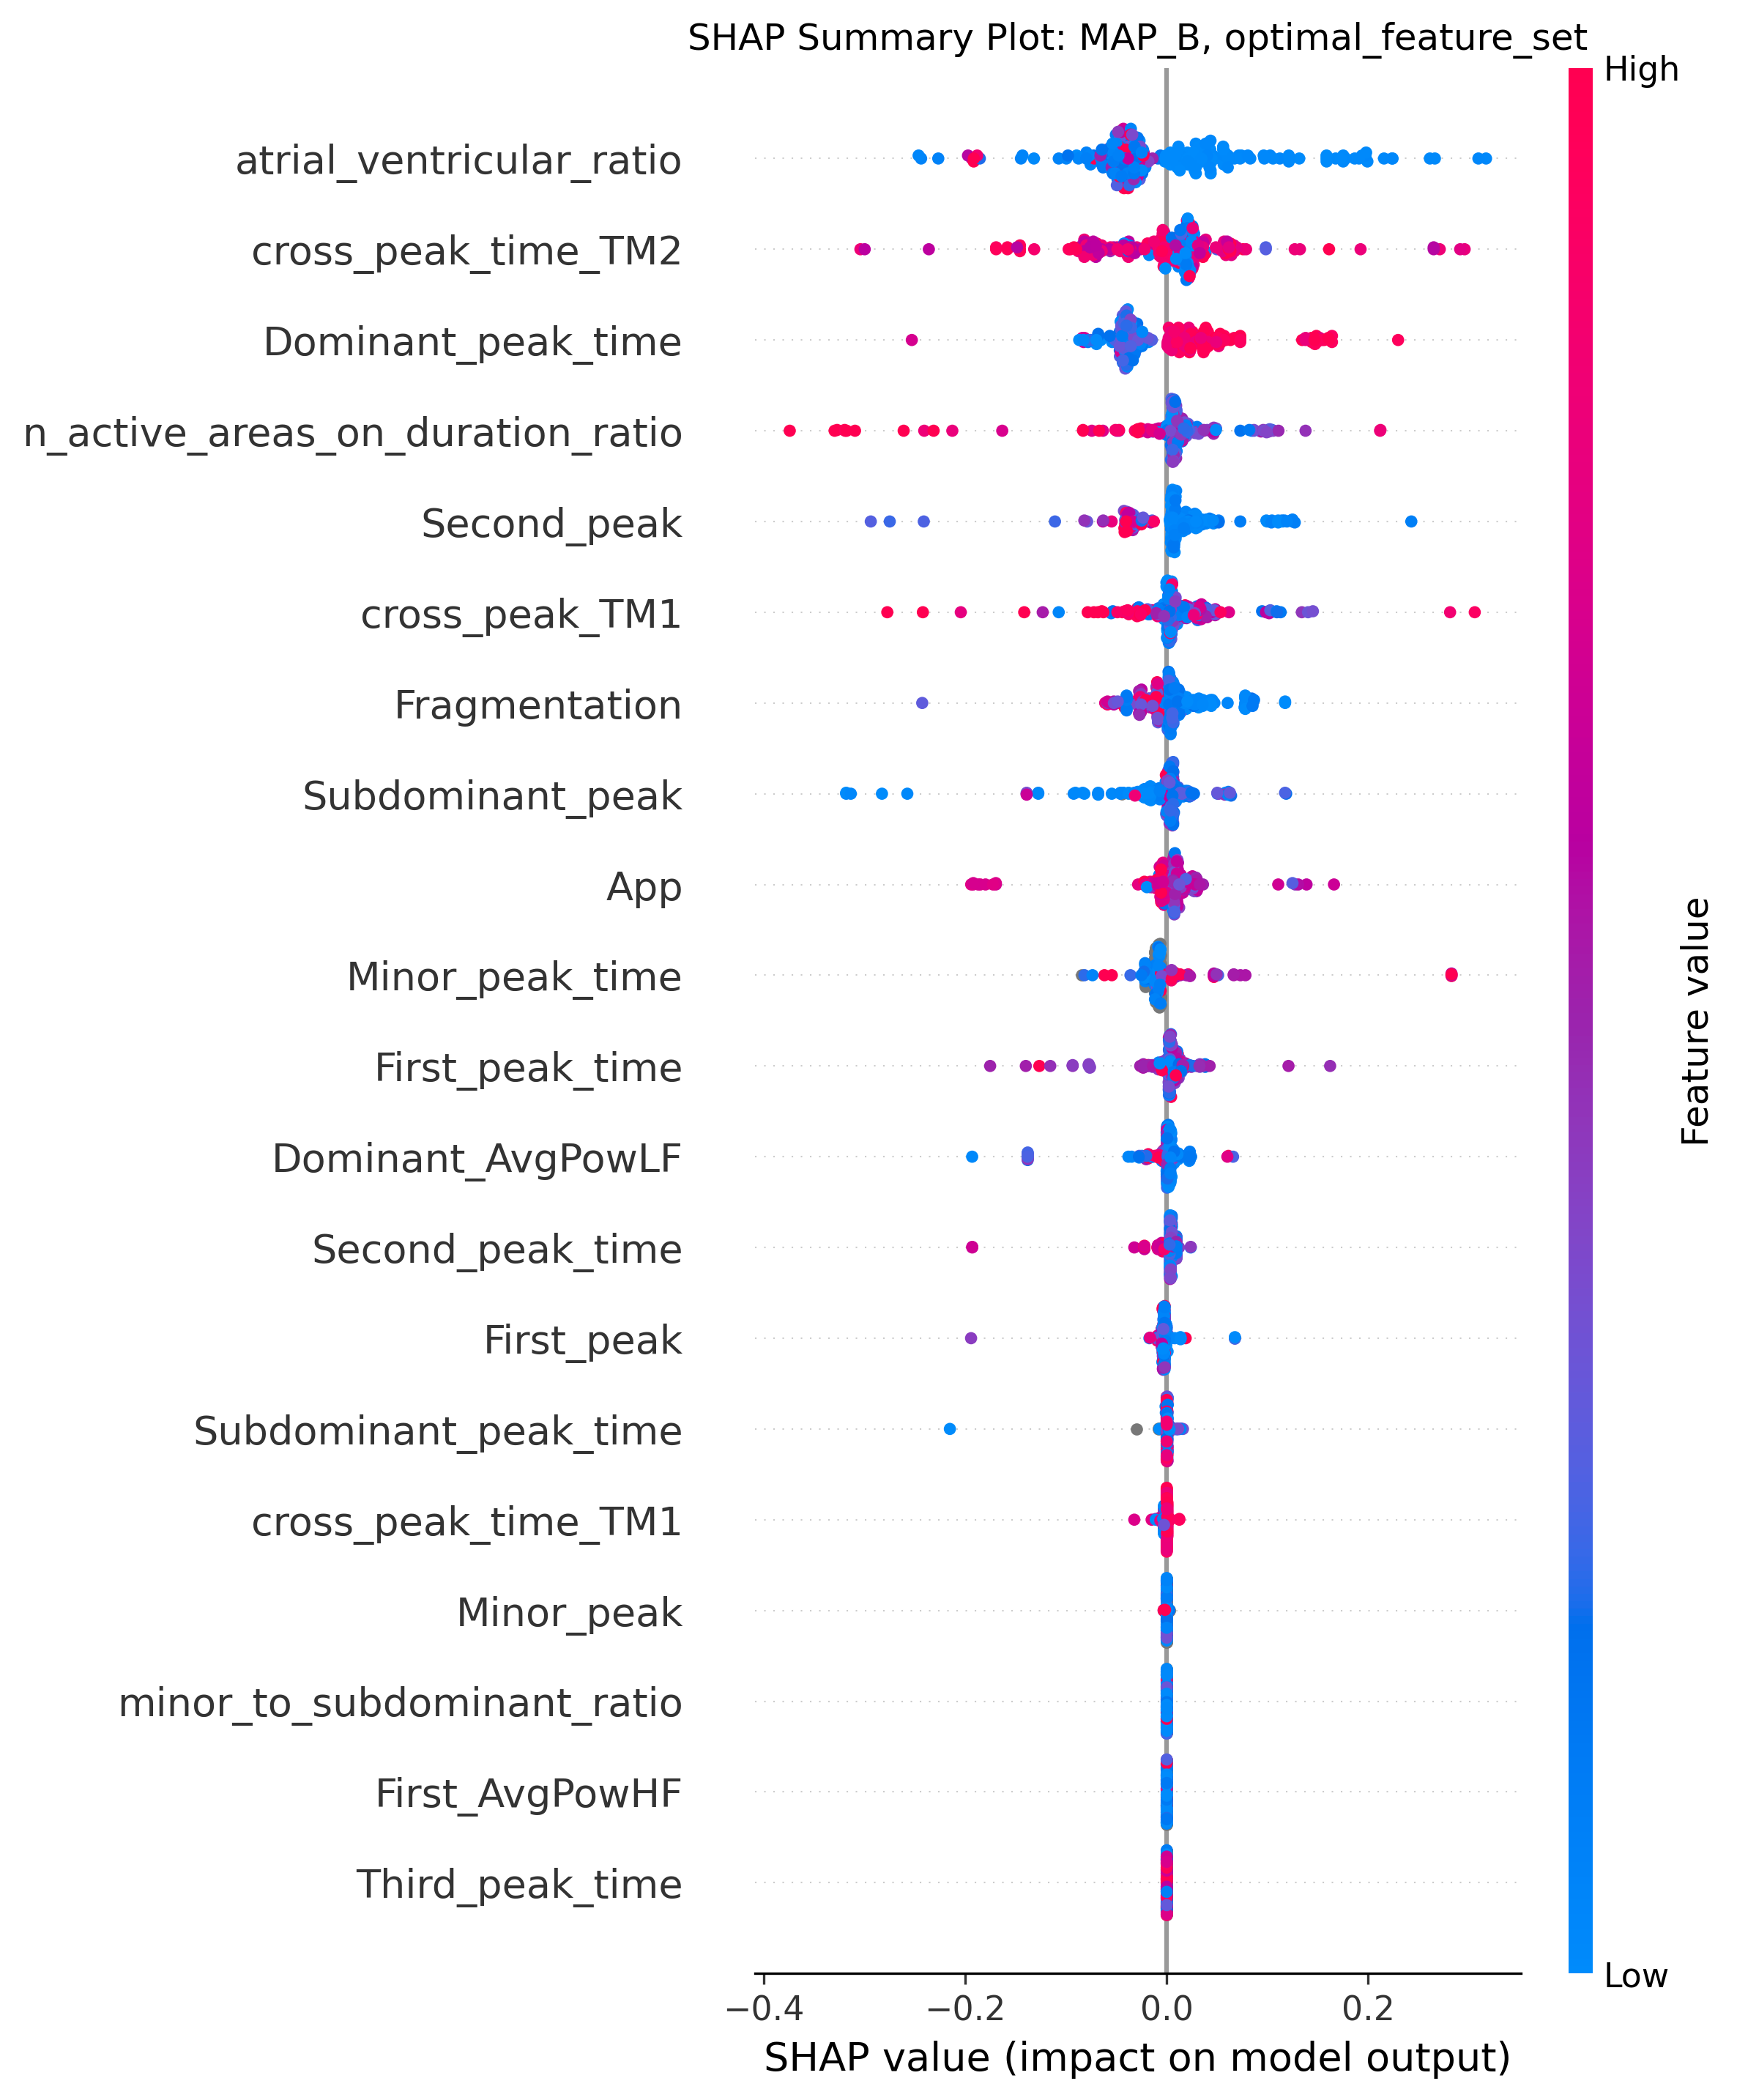 SHAP Summary Plot: MAP_B, optimal_feature_set
High
atrial_ventricular_ratio
cross_peak_time_TM2
Dominant_peak_time
n_active_areas_on_duration_ratio
Second_peak
cross_peak_TM1
Fragmentation
Subdominant_peak
App
Minor_peak_time
First_peak_time
Dominant_AvgPowLF
Second_peak_time
First_peak
Subdominant_peak_time
cross_peak_time_TM1
Minor_peak
minor_to_subdominant_ratio
First_AvgPowHF
Third_peak_time
Feature value
Low
−0.4 −0.2 0.0 0.2
SHAP value (impact on model output)